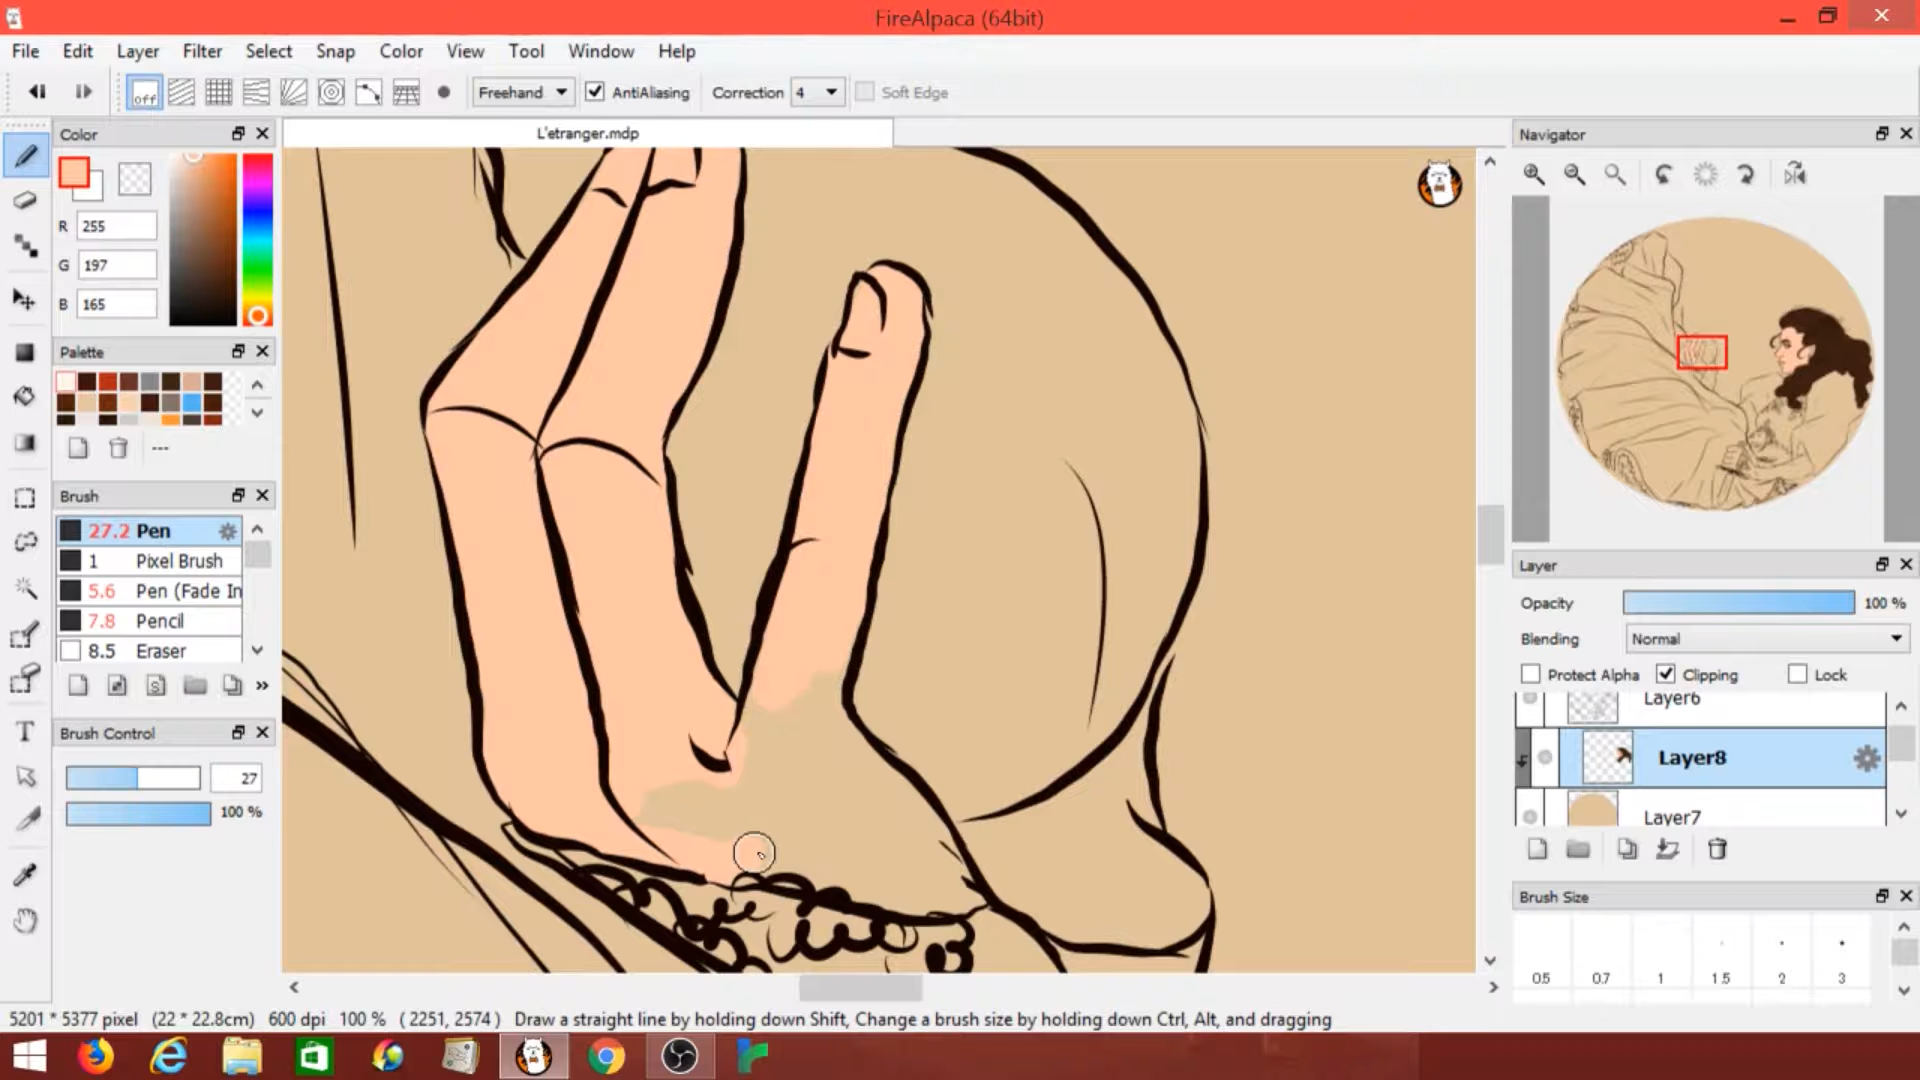 FireAlpaca (64bit)
File Edit Layer Filter Select Snap Color View Tool Window Help
off Freehand AntiAliasing Correction 4 Soft Edge
Color
R 255
G 197
B 165
Palette
---
Brush
27.2 Pen
1 Pixel Brush
5.6 Pen (Fade In
7.8 Pencil
8.5 Eraser
Brush Control
27
100 %
L'etranger.mdp
Navigator
Layer
Opacity 100 %
Blending Normal
Protect Alpha Clipping Lock
Layer6
Layer8
Layer7
Brush Size
0.5 0.7 1 1.5 2 3
5201 * 5377 pixel (22 * 22.8cm) 600 dpi 100 % ( 2251, 2574 ) Draw a straight line by holding down Shift, Change a brush size by holding down Ctrl, Alt, and dragging